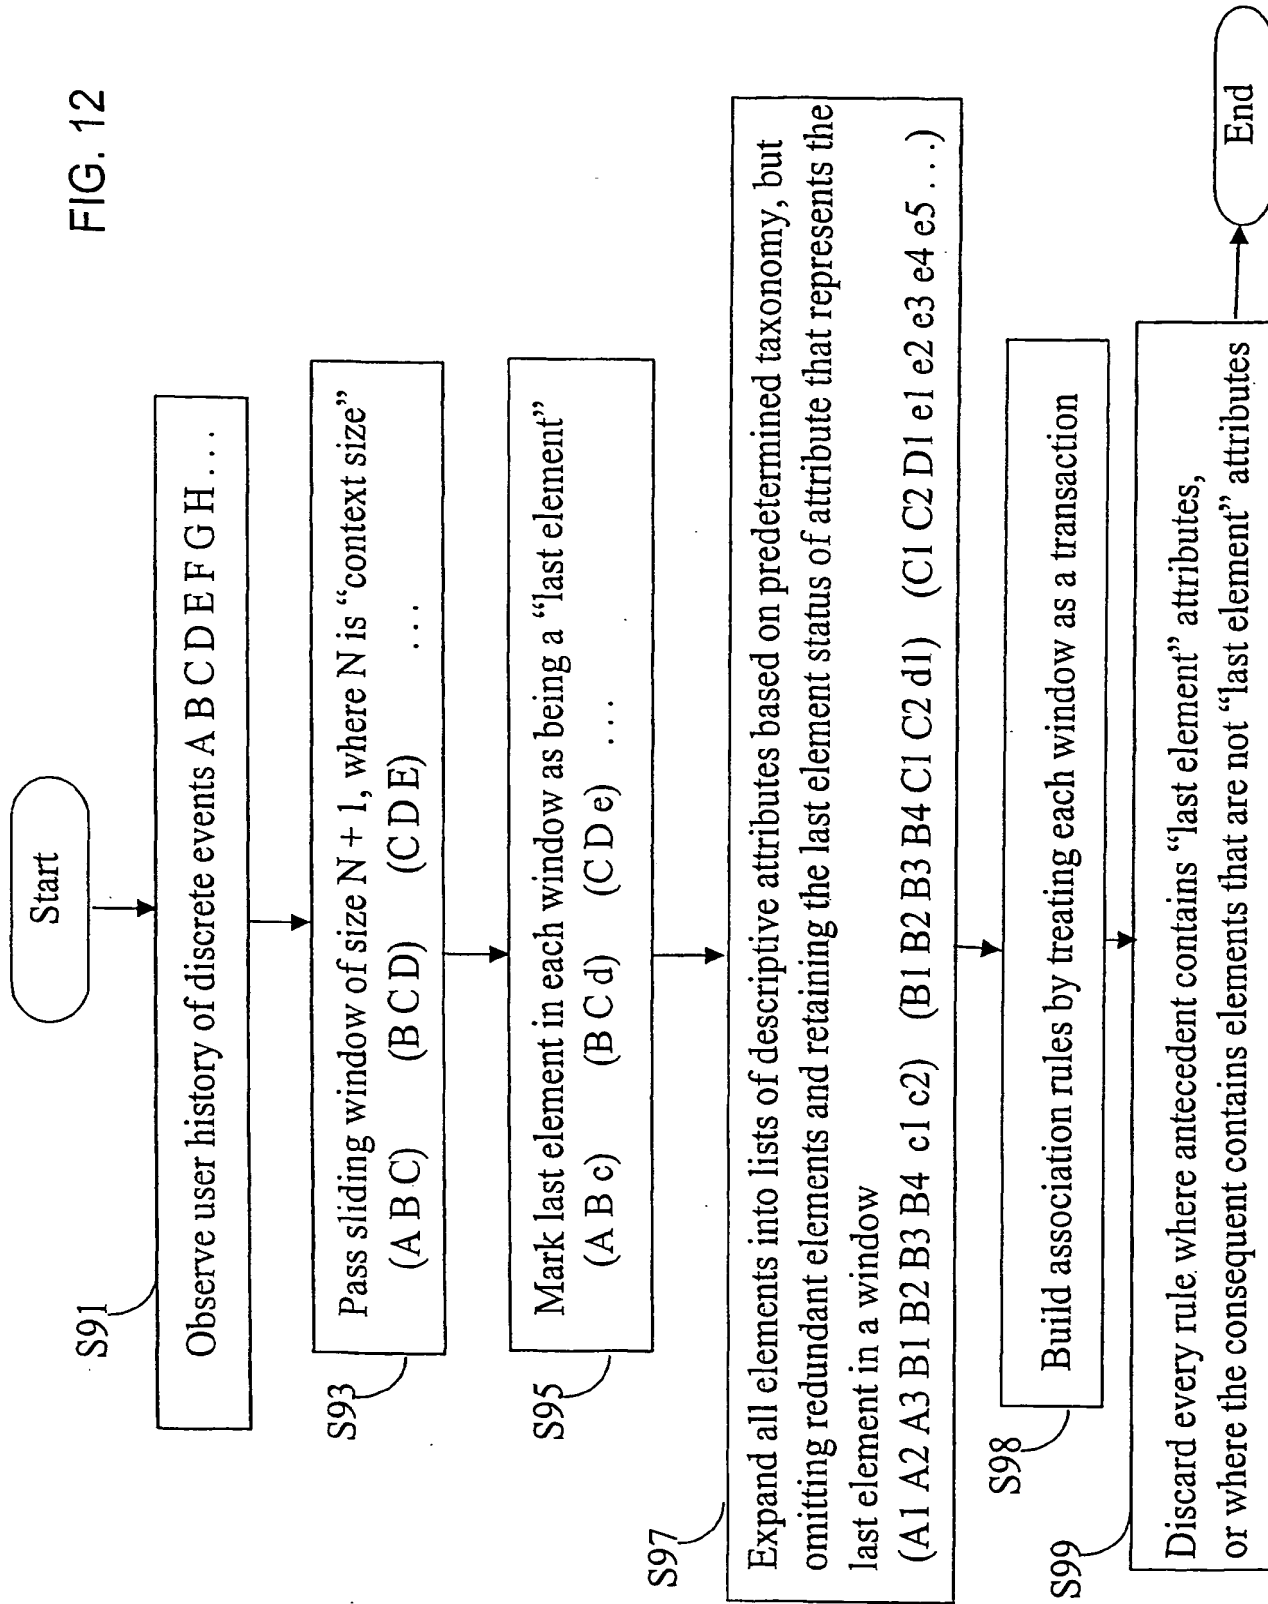 FIG. 12
Start
S91
Observe user history of discrete events A B C D E F G H . . .
S93
Pass sliding window of size N + 1, where N is “context size”
(A B C) (B C D) (C D E) . . .
S95
Mark last element in each window as being a “last element”
(A B c) (B C d) (C D e) . . .
S97
Expand all elements into lists of descriptive attributes based on predetermined taxonomy, but
omitting redundant elements and retaining the last element status of attribute that represents the
last element in a window
(A1 A2 A3 B1 B2 B3 B4 c1 c2) (B1 B2 B3 B4 C1 C2 d1) (C1 C2 D1 e1 e2 e3 e4 e5 . . .)
S98
Build association rules by treating each window as a transaction
S99
Discard every rule where antecedent contains “last element” attributes,
or where the consequent contains elements that are not “last element” attributes
End